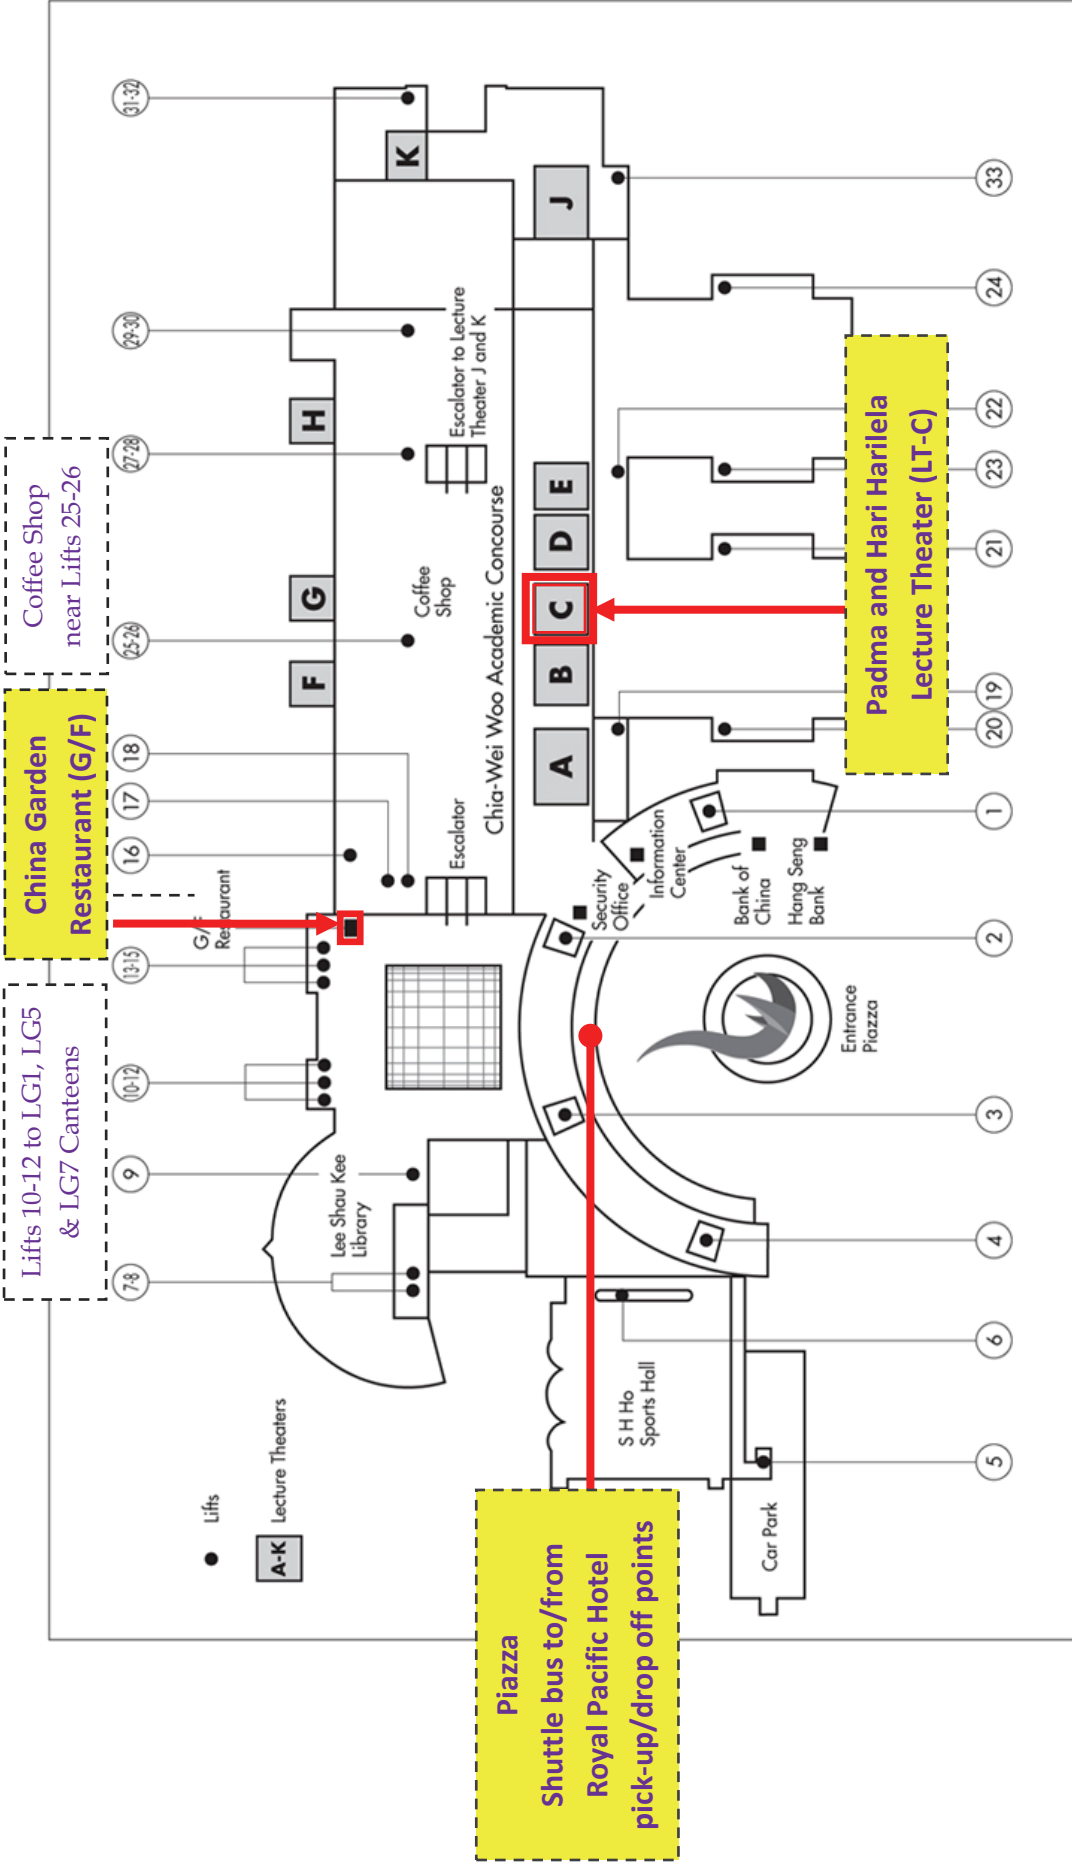 Lifts 10-12 to LG1, LG5
& LG7 Canteens
China Garden
Restaurant (G/F)
Coffee Shop
near Lifts 25-26
7-8
9
10-12
13-15
16
17
18
25-26
27-28
29-30
31-32
Lifts
A-K
Lecture Theaters
Lee Shau Kee
Library
G/F
Restaurant
F
G
H
K
Escalator
Coffee
Shop
Escalator to Lecture
Theater J and K
Chia-Wei Woo Academic Concourse
A
B
C
D
E
J
Piazza
Shuttle bus to/from
Royal Pacific Hotel
pick-up/drop off points
S H Ho
Sports Hall
Car Park
Entrance
Piazza
Security
Office
Information
Center
Bank of
China
Hang Seng
Bank
Padma and Hari Harilela
Lecture Theater (LT-C)
5
6
4
3
2
1
20
19
21
23
22
24
33